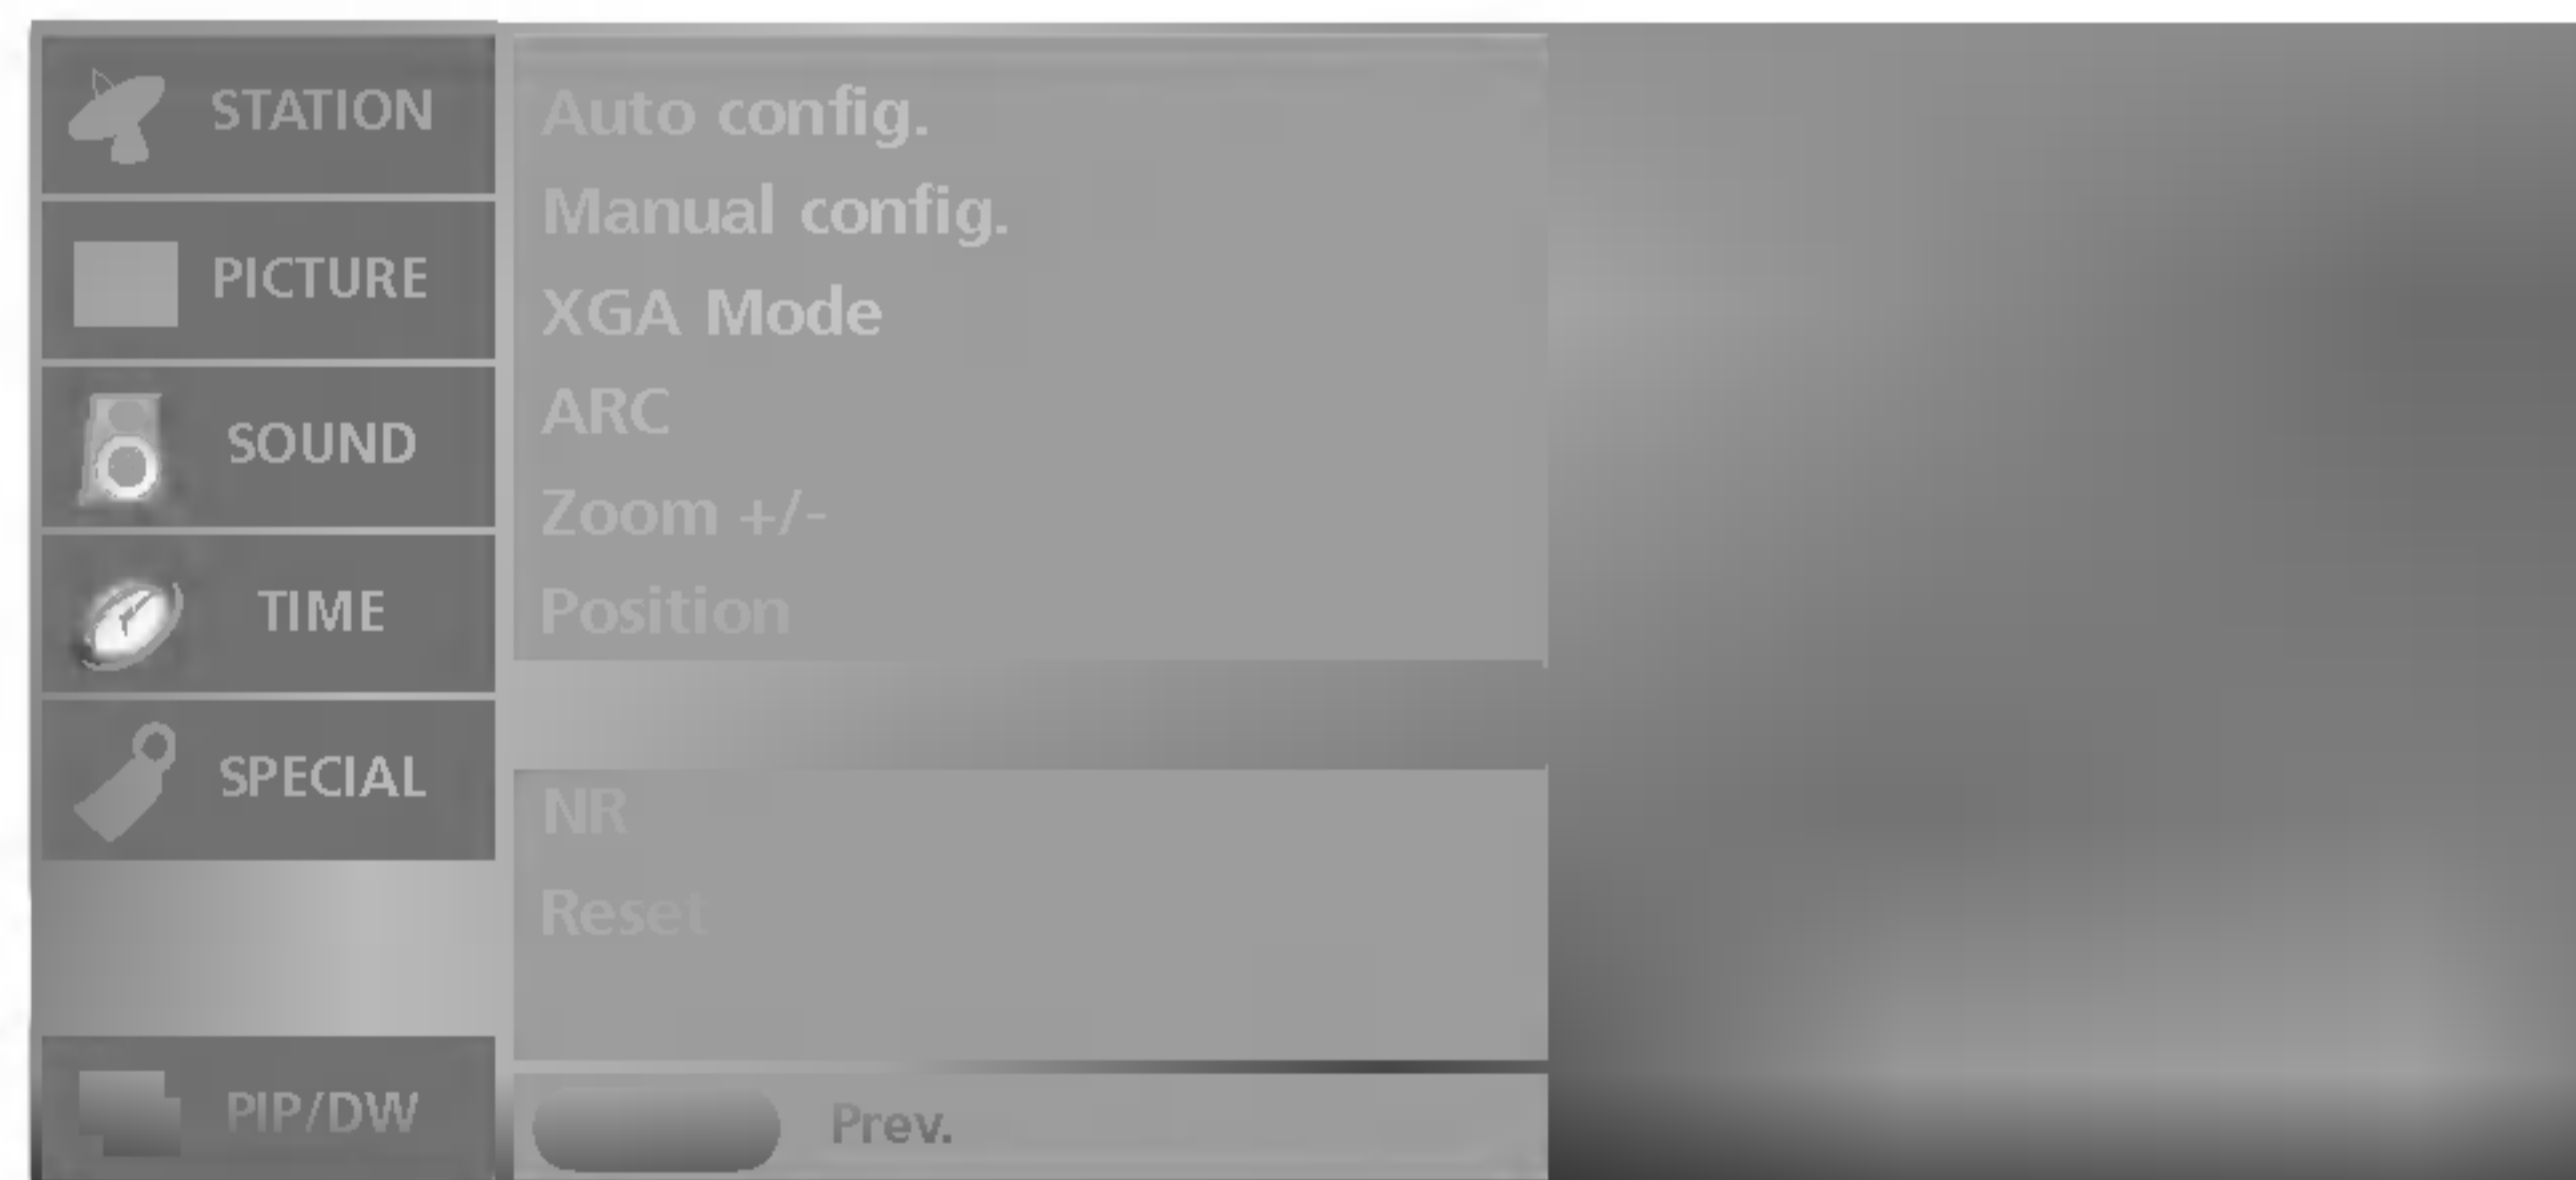 STATION
PICTURE
SOUND
TIME
SPECIAL
PIP/DW
Auto config.
Manual config.
XGA Mode
ARC
Zoom +/-
Position
NR
Reset
Prev.